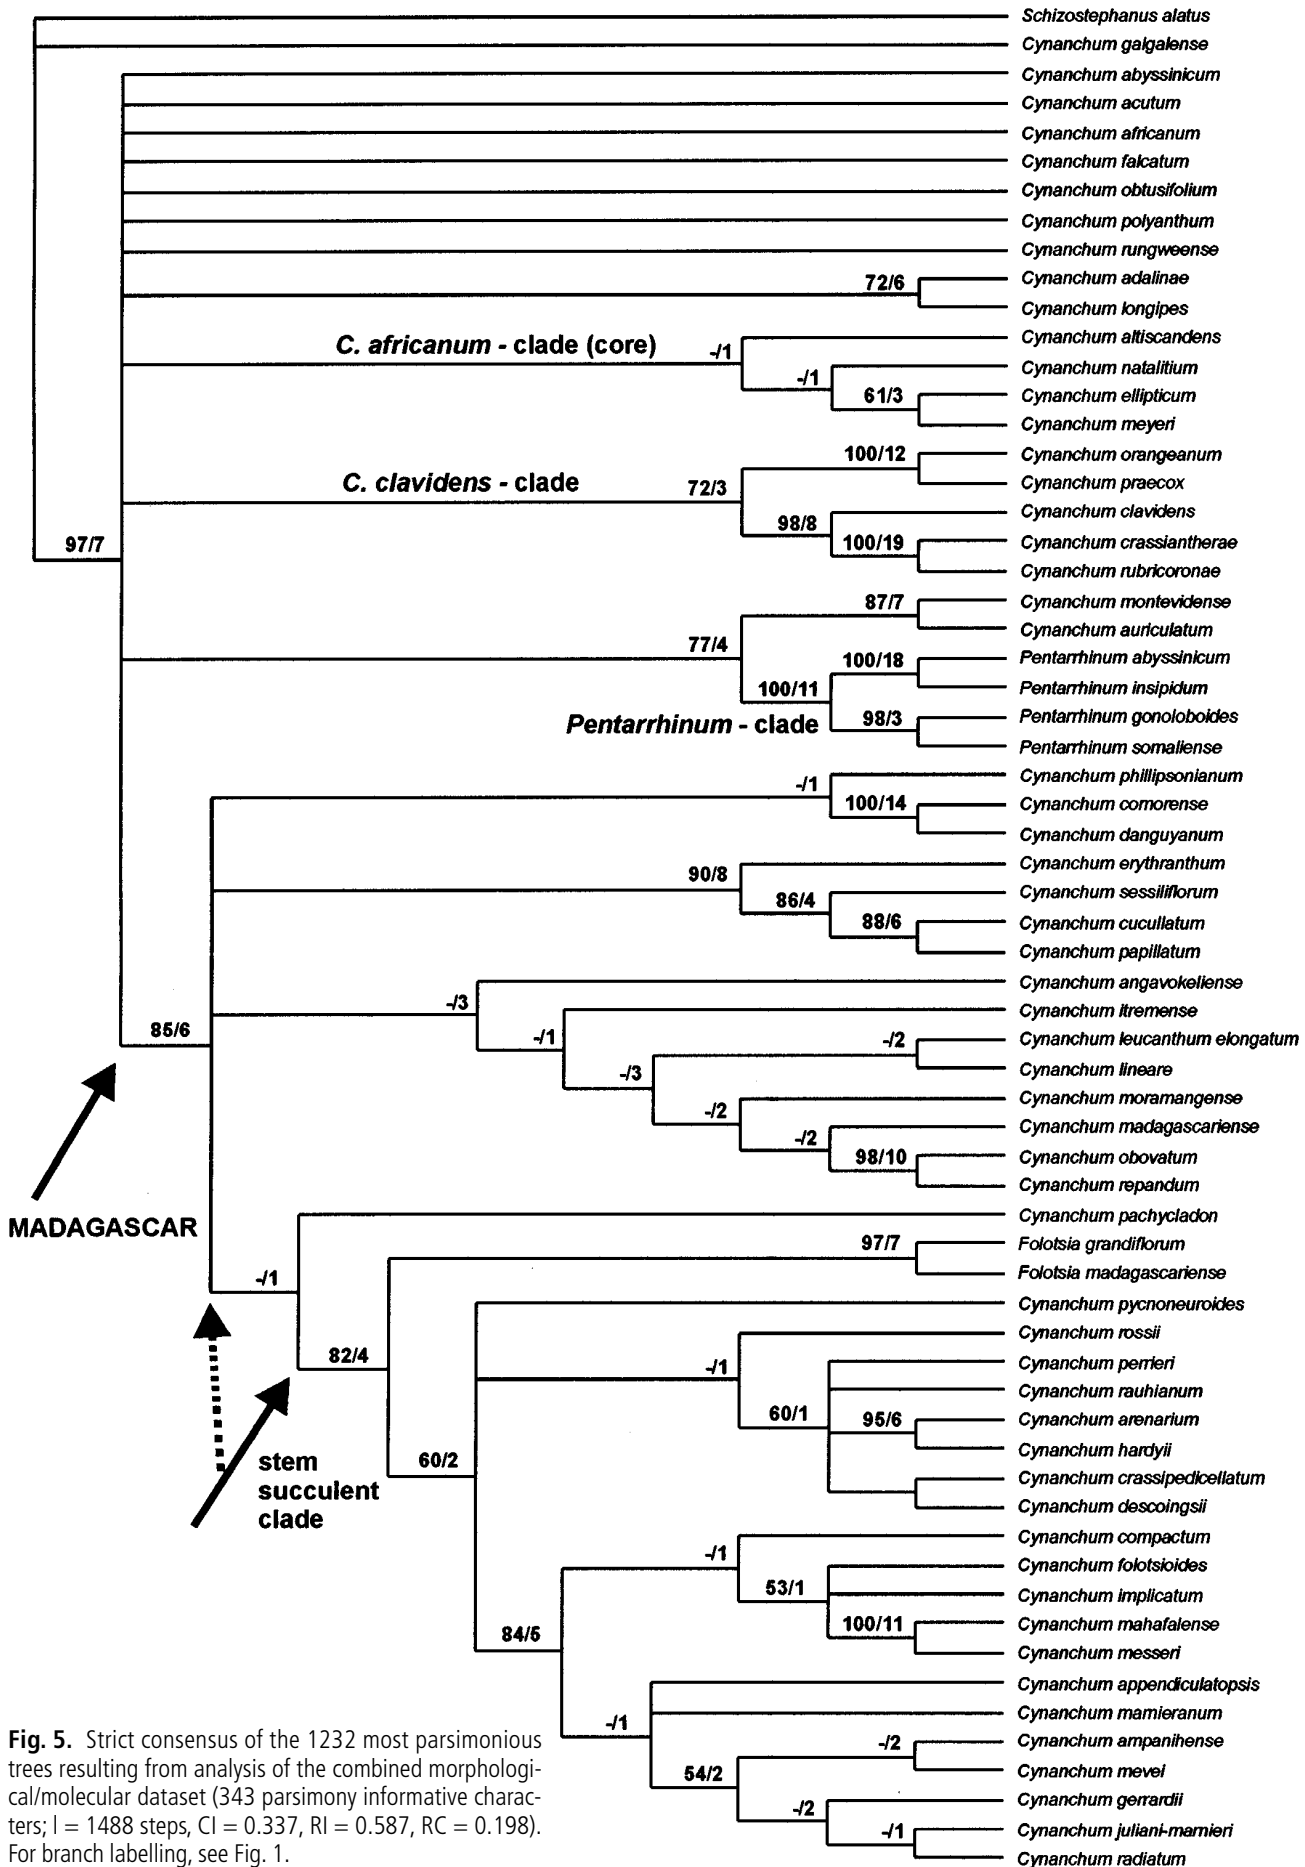 Schizostephanus alatus
Cynanchum galgalense
Cynanchum abyssinicum
Cynanchum acutum
Cynanchum africanum
Cynanchum falcatum
Cynanchum obtusifolium
Cynanchum polyanthum
Cynanchum rungweense
72/6
Cynanchum adalinae
Cynanchum longipes
C. africanum - clade (core)
-/1
Cynanchum altiscandens
-/1
Cynanchum natalitium
61/3
Cynanchum ellipticum
Cynanchum meyeri
C. clavidens - clade
72/3
100/12
Cynanchum orangeanum
Cynanchum praecox
98/8
Cynanchum clavidens
97/7
100/19
Cynanchum crassiantherae
Cynanchum rubricoronae
77/4
87/7
Cynanchum montevidense
Cynanchum auriculatum
100/11
100/18
Pentarrhinum abyssinicum
Pentarrhinum insipidum
Pentarrhinum - clade
98/3
Pentarrhinum gonoloboides
Pentarrhinum somaliense
-/1
Cynanchum phillipsonianum
100/14
Cynanchum comorense
Cynanchum danguyanum
90/8
Cynanchum erythranthum
86/4
Cynanchum sessiliflorum
88/6
Cynanchum cucullatum
Cynanchum papillatum
85/6
-/3
Cynanchum angavokeliense
-/1
Cynanchum itremense
-/3
-/2
Cynanchum leucanthum elongatum
Cynanchum lineare
-/2
Cynanchum moramangense
-/2
Cynanchum madagascariense
98/10
Cynanchum obovatum
Cynanchum repandum
MADAGASCAR
-/1
Cynanchum pachycladon
97/7
Folotsia grandiflorum
Folotsia madagascariense
82/4
Cynanchum pycnoneuroides
-/1
Cynanchum rossii
60/1
Cynanchum perrieri
Cynanchum rauhianum
95/6
Cynanchum arenarium
Cynanchum hardyii
60/2
Cynanchum crassipedicellatum
Cynanchum descoingsii
stem
succulent
clade
-/1
Cynanchum compactum
53/1
Cynanchum folotsioides
Cynanchum implicatum
100/11
Cynanchum mahafalense
Cynanchum messeri
84/5
Cynanchum appendiculatopsis
-/1
Cynanchum marnieranum
54/2
-/2
Cynanchum ampanihense
Cynanchum mevei
-/2
Cynanchum gerrardii
-/1
Cynanchum juliani-marnieri
Cynanchum radiatum
Fig. 5. Strict consensus of the 1232 most parsimonious
trees resulting from analysis of the combined morphologi-
cal/molecular dataset (343 parsimony informative charac-
ters; l = 1488 steps, CI = 0.337, RI = 0.587, RC = 0.198).
For branch labelling, see Fig. 1.